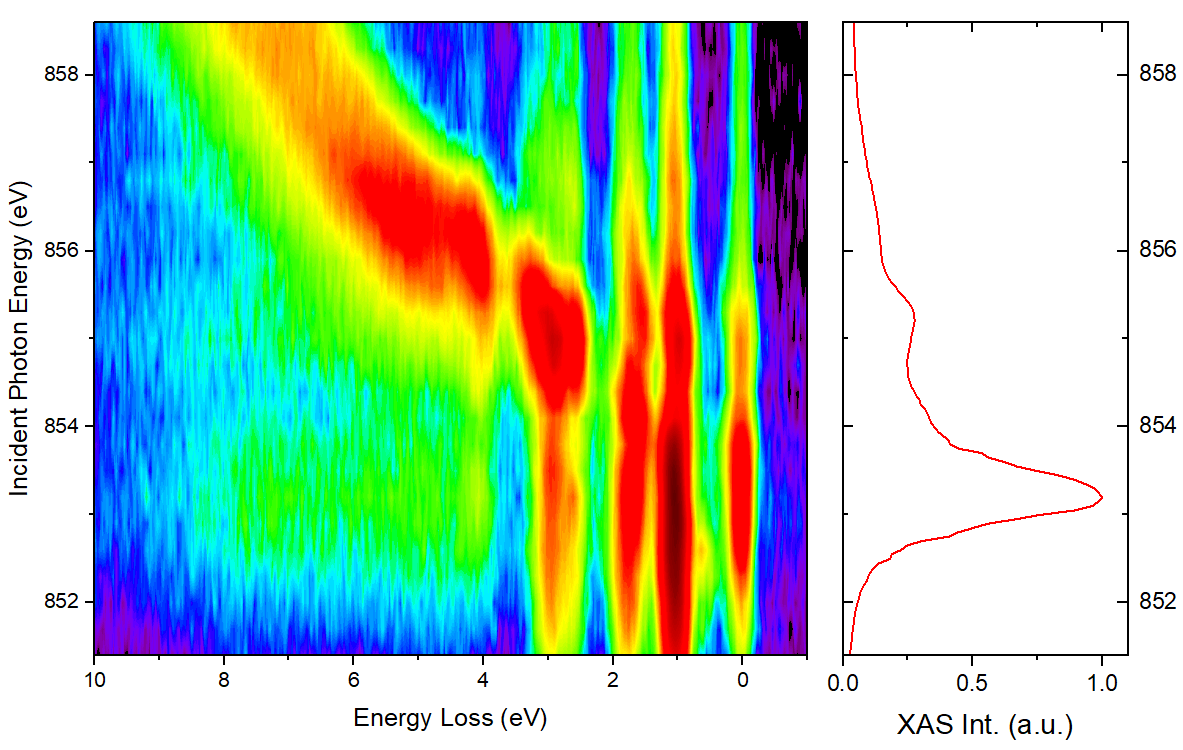 858
856
854
852
Incident Photon Energy (eV)
10 8 6 4 2 0
Energy Loss (eV)
858
856
854
852
0.0 0.5 1.0
XAS Int. (a.u.)